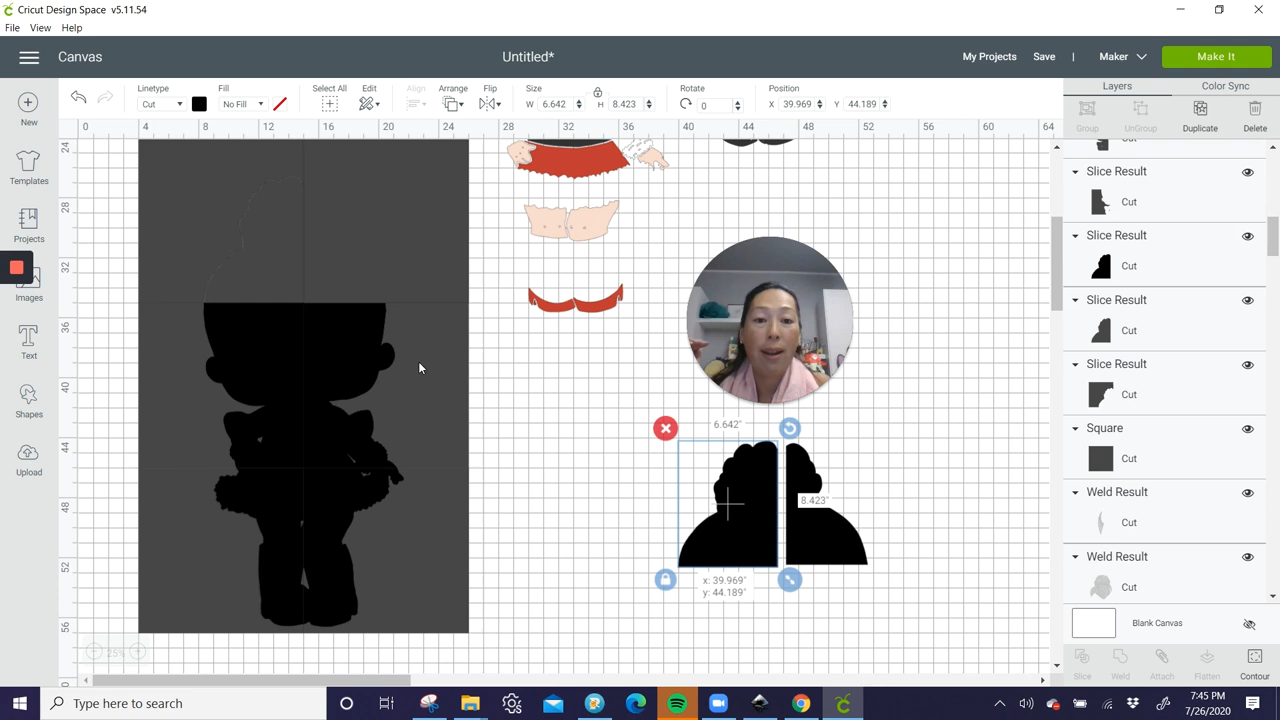 Cricut Design Space v5.11.54
File View Help
Canvas
Untitled*
My Projects Save | Maker Make It
Linetype Fill Select All Edit Align Arrange Flip Size Rotate Position
Cut No Fill W 6.642 H 8.423 0 X 39.969 Y 44.189
Layers Color Sync
Group UnGroup Duplicate Delete
New
Templates
Projects
Images
Text
Shapes
Upload
0 4 8 12 16 20 24 28 32 36 40 44 48 52 56 60 64
24
28
32
36
40
44
48
52
56
6.642"
8.423"
x: 39.969"
y: 44.189"
25%
Cut
Slice Result
Cut
Slice Result
Cut
Slice Result
Cut
Slice Result
Cut
Square
Cut
Weld Result
Cut
Weld Result
Cut
Blank Canvas
Slice Weld Attach Flatten Contour
Type here to search
7:45 PM
7/26/2020